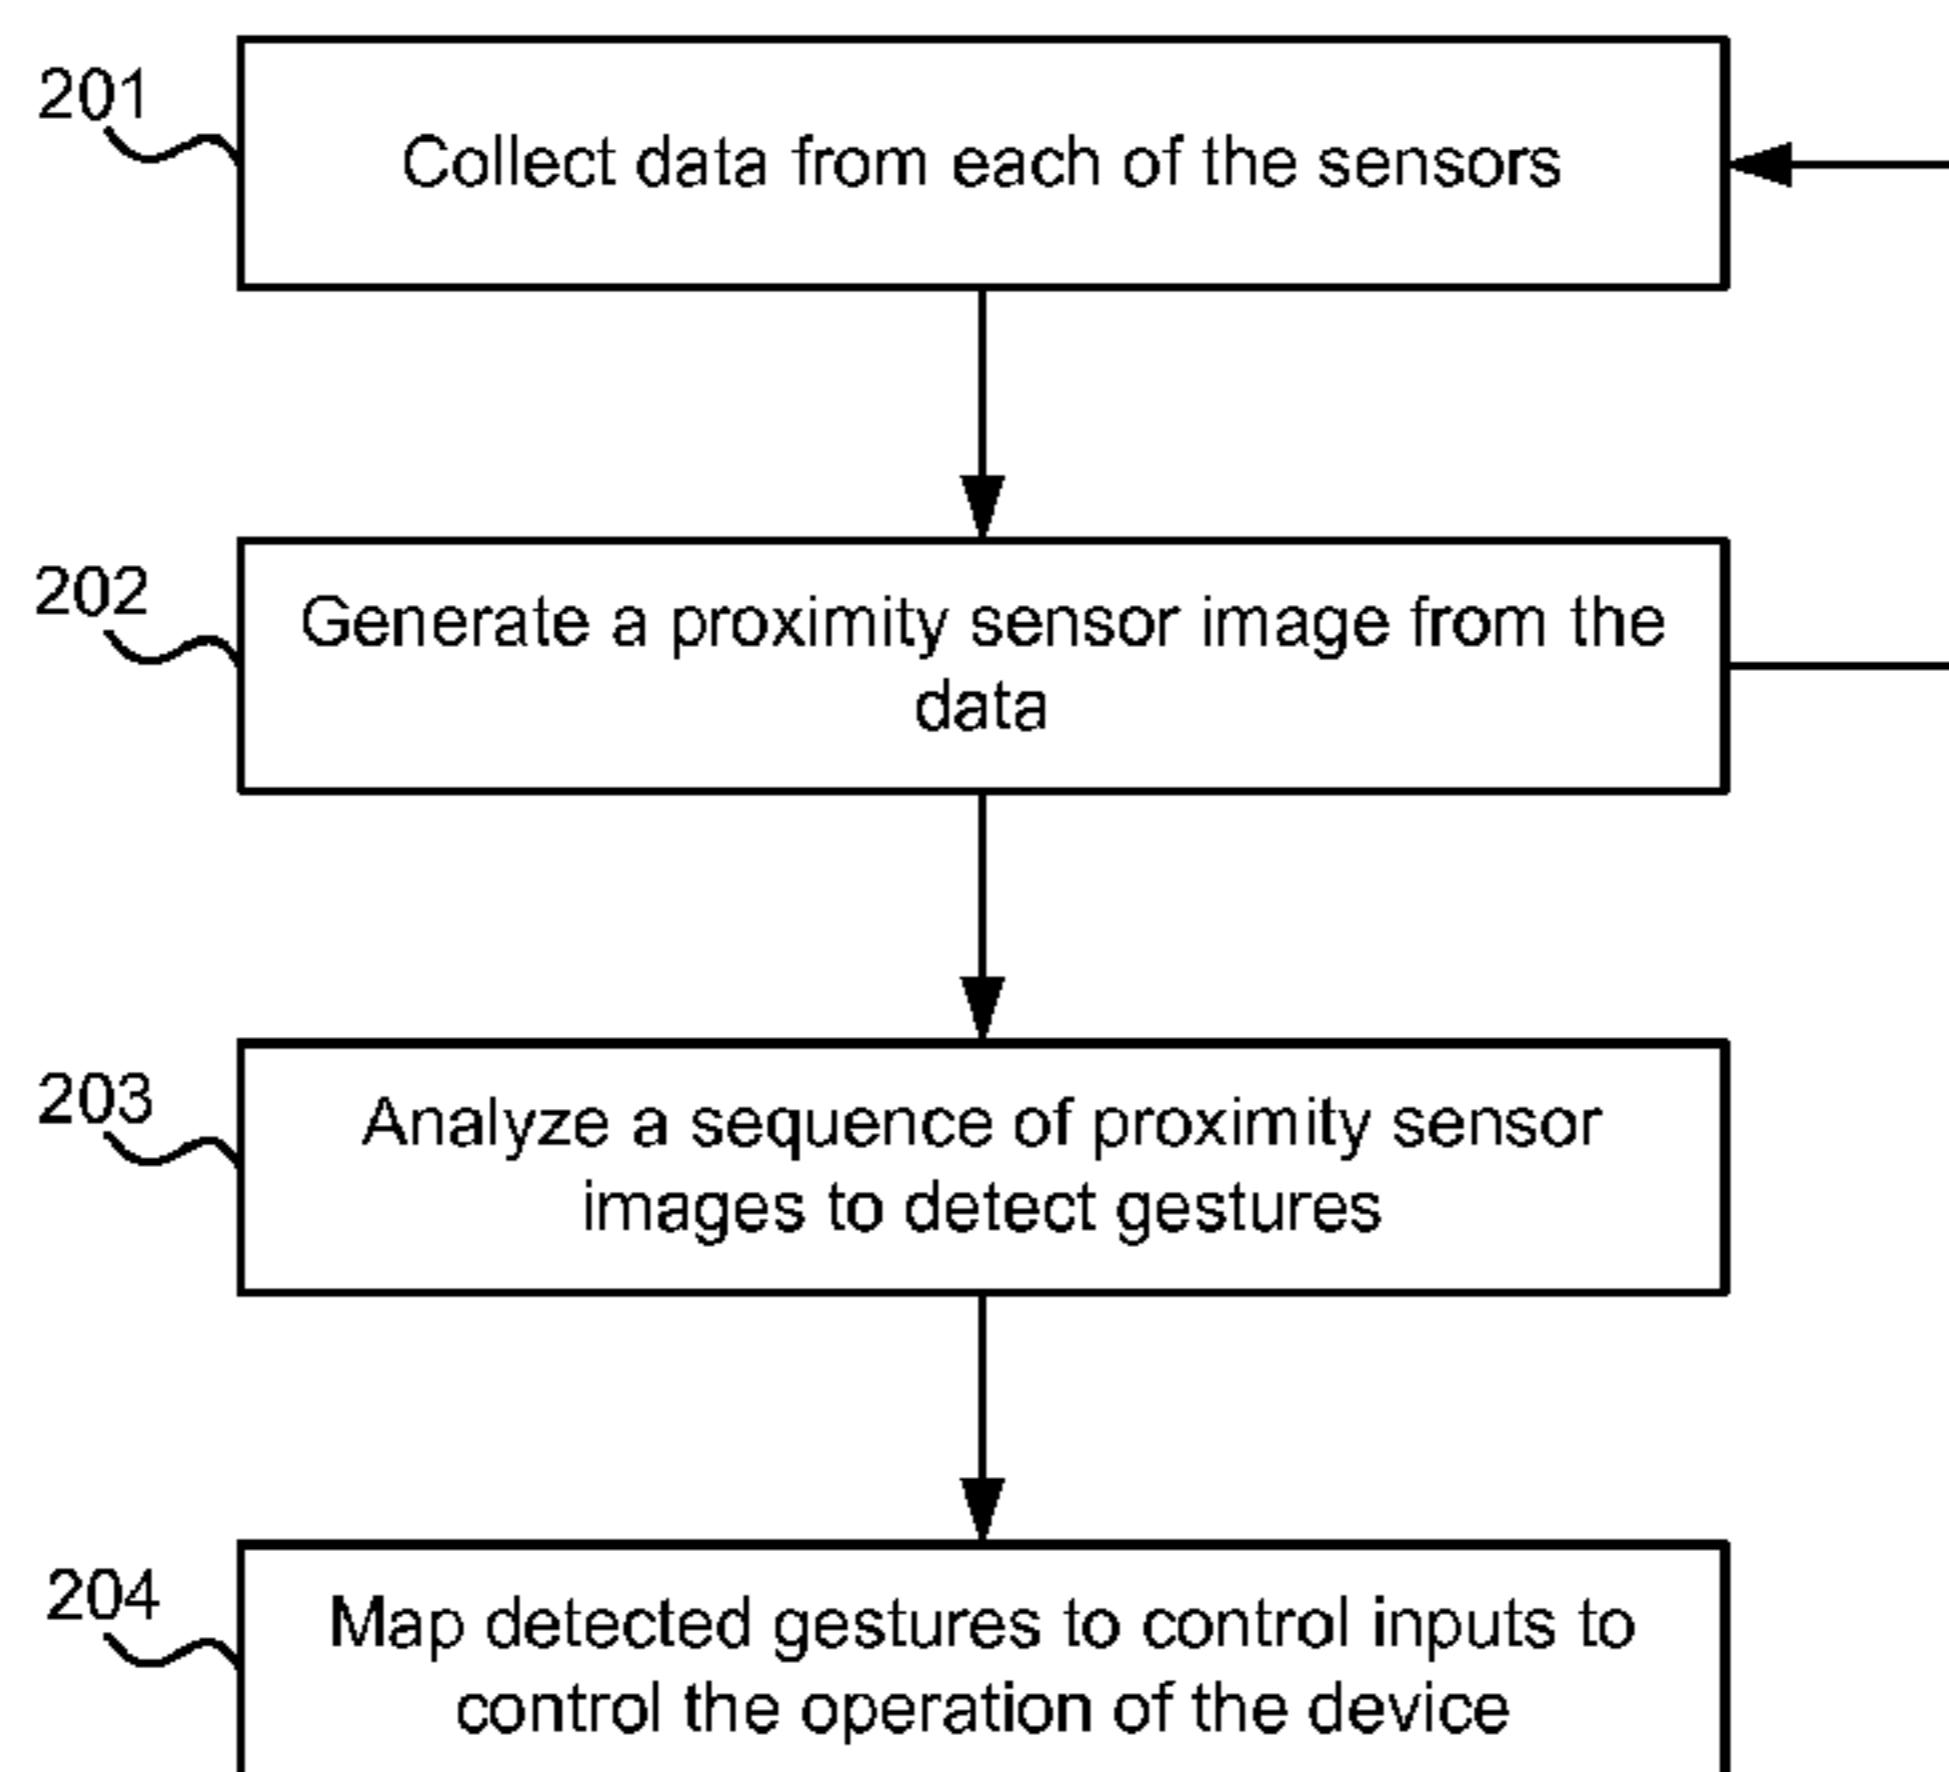 201
Collect data from each of the sensors
202
Generate a proximity sensor image from the
data
203
Analyze a sequence of proximity sensor
images to detect gestures
204
Map detected gestures to control inputs to
control the operation of the device